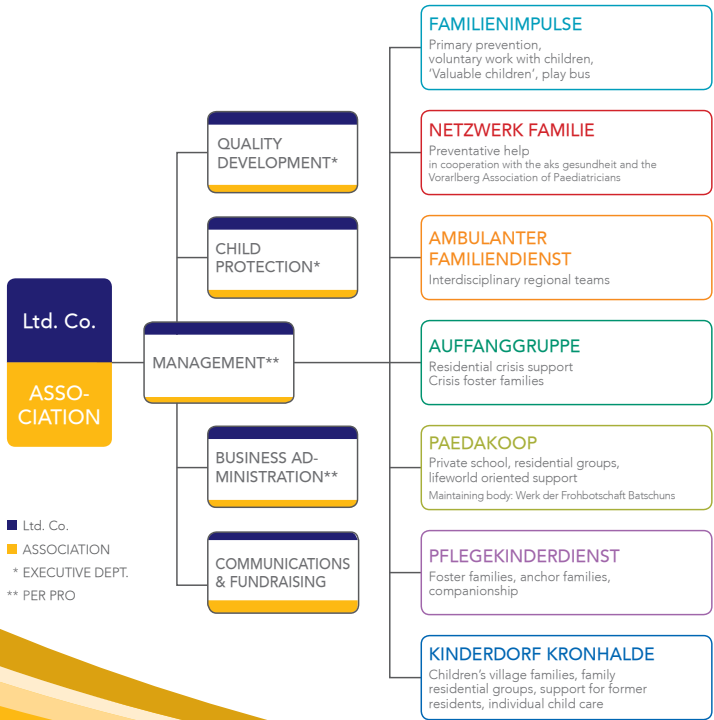 Ltd. Co.
ASSO-
CIATION
MANAGEMENT**
QUALITY
DEVELOPMENT*
CHILD
PROTECTION*
BUSINESS AD-
MINISTRATION**
COMMUNICATIONS
& FUNDRAISING
FAMILIENIMPULSE
Primary prevention,
voluntary work with children,
‘Valuable children’, play bus
NETZWERK FAMILIE
Preventative help
in cooperation with the aks gesundheit and the
Vorarlberg Association of Paediatricians
AMBULANTER
FAMILIENDIENST
Interdisciplinary regional teams
AUFFANGGRUPPE
Residential crisis support
Crisis foster families
PAEDAKOOP
Private school, residential groups,
lifeworld oriented support
Maintaining body: Werk der Frohbotschaft Batschuns
PFLEGEKINDERDIENST
Foster families, anchor families,
companionship
KINDERDORF KRONHALDE
Children’s village families, family
residential groups, support for former
residents, individual child care
Ltd. Co.
ASSOCIATION
* EXECUTIVE DEPT.
** PER PRO